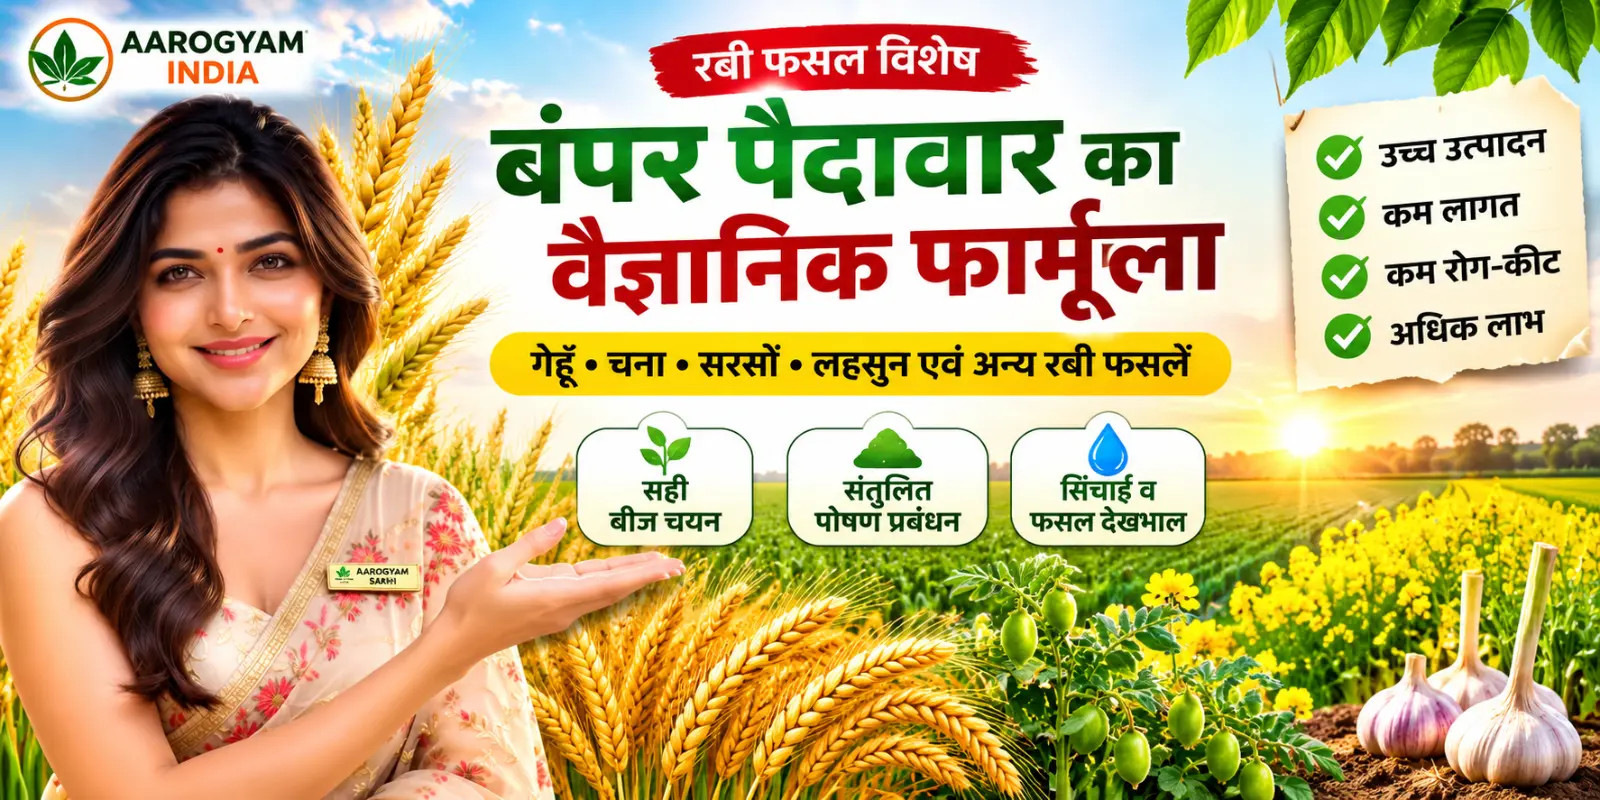 AAROGYAM
INDIA
रबी फसल विशेष
बंपर पैदावार का
वैज्ञानिक फार्मूला
गेहूँ • चना • सरसों • लहसुन एवं अन्य रबी फसलें
सही
बीज चयन
संतुलित
पोषण प्रबंधन
सिंचाई व
फसल देखभाल
उच्च उत्पादन
कम लागत
कम रोग-कीट
अधिक लाभ
AAROGYAM